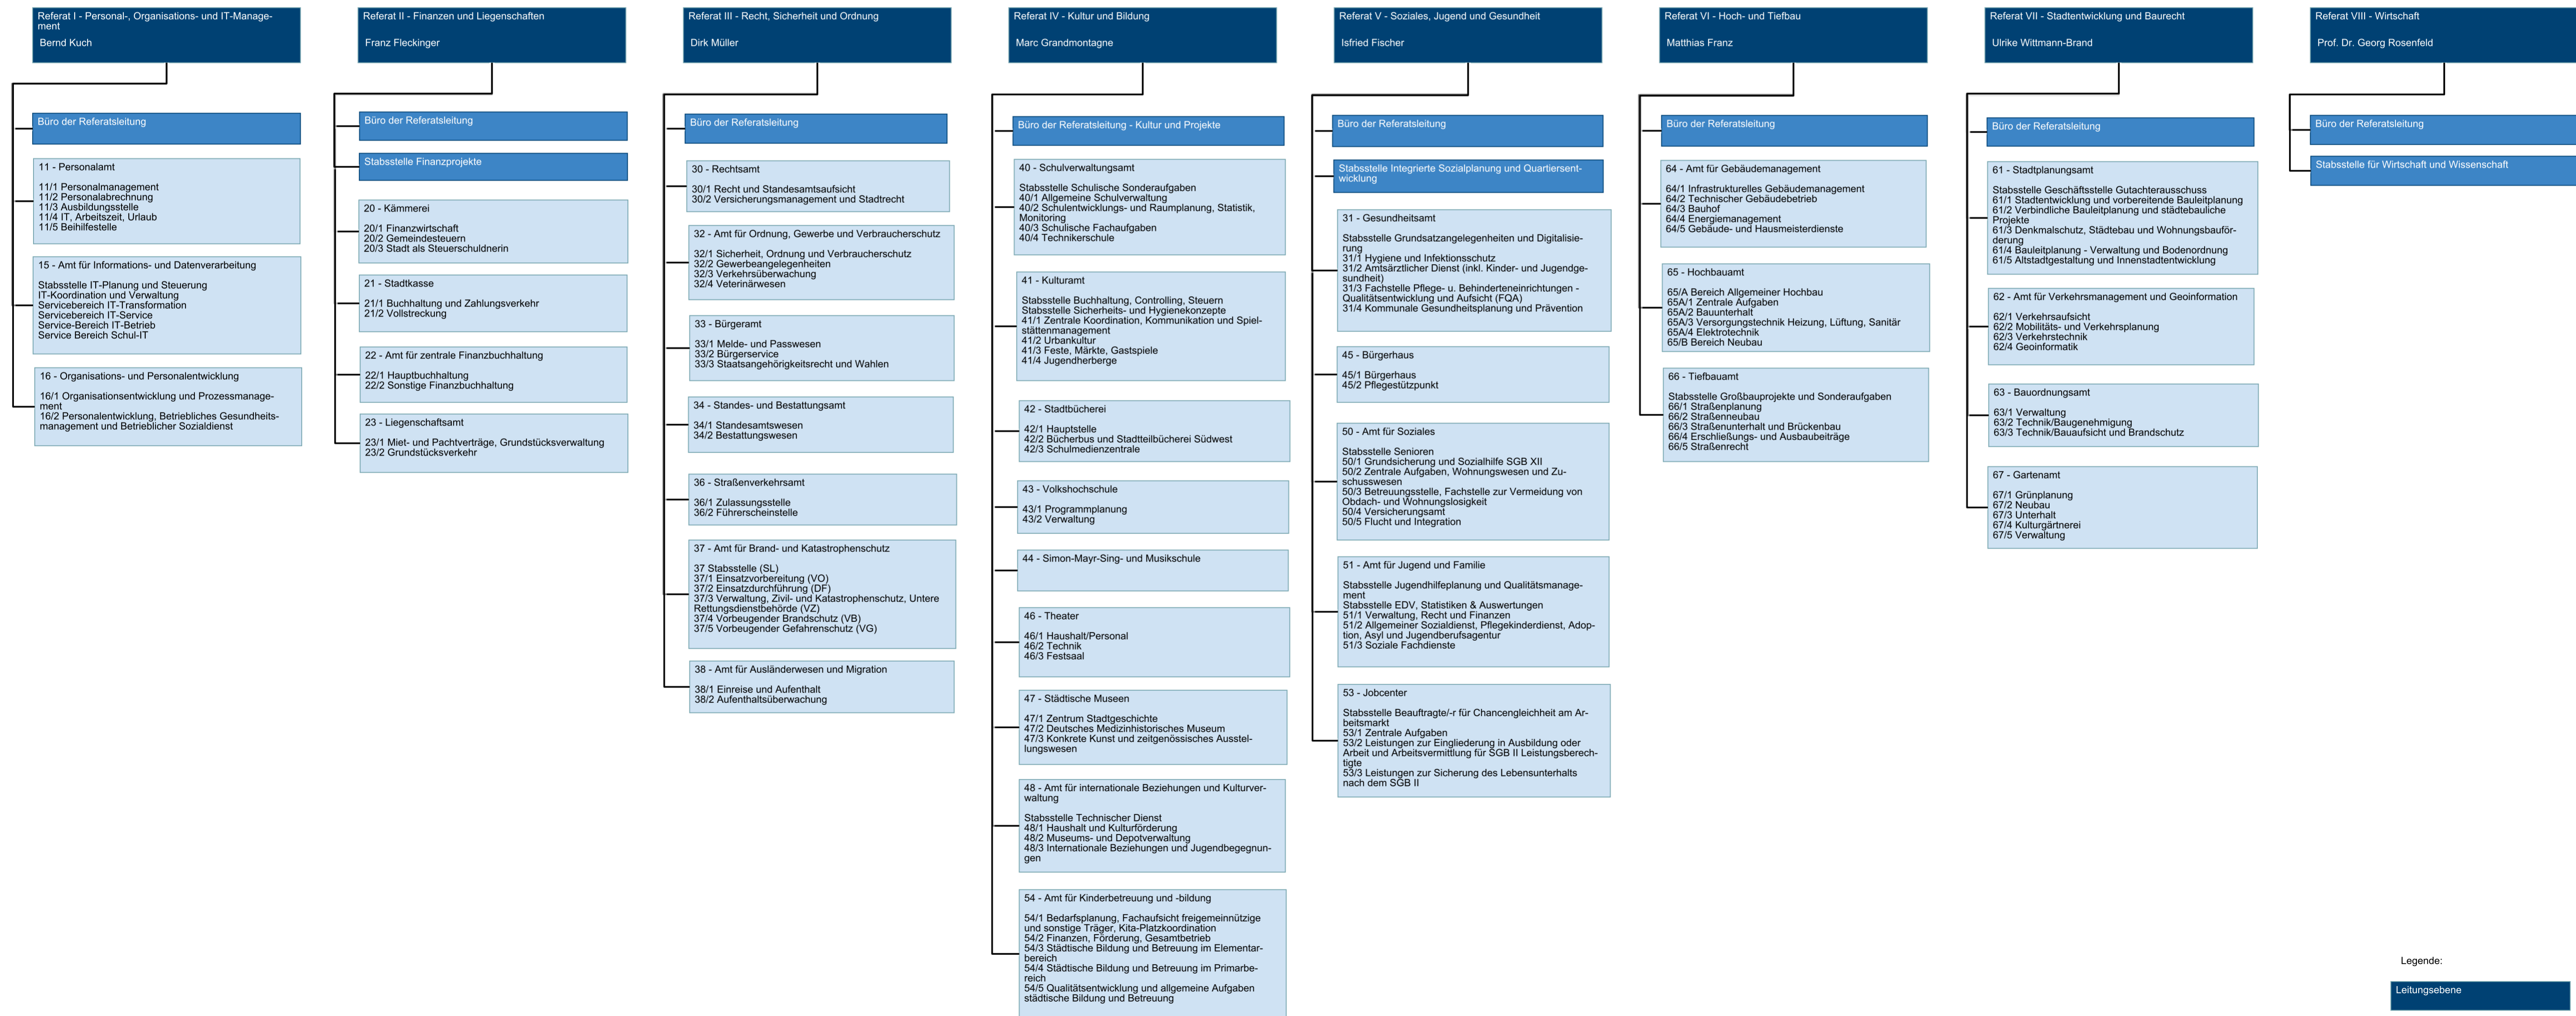 Referat I - Personal-, Organisations- und IT-Manage-
ment
Bernd Kuch
Büro der Referatsleitung
11 - Personalamt
11/1 Personalmanagement
11/2 Personalabrechnung
11/3 Ausbildungsstelle
11/4 IT, Arbeitszeit, Urlaub
11/5 Beihilfestelle
15 - Amt für Informations- und Datenverarbeitung
Stabsstelle IT-Planung und Steuerung
IT-Koordination und Verwaltung
Servicebereich IT-Transformation
Servicebereich IT-Service
Service-Bereich IT-Betrieb
Service Bereich Schul-IT
16 - Organisations- und Personalentwicklung
16/1 Organisationsentwicklung und Prozessmanage-
ment
16/2 Personalentwicklung, Betriebliches Gesundheits-
management und Betrieblicher Sozialdienst
Referat II - Finanzen und Liegenschaften
Franz Fleckinger
Büro der Referatsleitung
Stabsstelle Finanzprojekte
20 - Kämmerei
20/1 Finanzwirtschaft
20/2 Gemeindesteuern
20/3 Stadt als Steuerschuldnerin
21 - Stadtkasse
21/1 Buchhaltung und Zahlungsverkehr
21/2 Vollstreckung
22 - Amt für zentrale Finanzbuchhaltung
22/1 Hauptbuchhaltung
22/2 Sonstige Finanzbuchhaltung
23 - Liegenschaftsamt
23/1 Miet- und Pachtverträge, Grundstücksverwaltung
23/2 Grundstücksverkehr
Referat III - Recht, Sicherheit und Ordnung
Dirk Müller
Büro der Referatsleitung
30 - Rechtsamt
30/1 Recht und Standesamtsaufsicht
30/2 Versicherungsmanagement und Stadtrecht
32 - Amt für Ordnung, Gewerbe und Verbraucherschutz
32/1 Sicherheit, Ordnung und Verbraucherschutz
32/2 Gewerbeangelegenheiten
32/3 Verkehrsüberwachung
32/4 Veterinärwesen
33 - Bürgeramt
33/1 Melde- und Passwesen
33/2 Bürgerservice
33/3 Staatsangehörigkeitsrecht und Wahlen
34 - Standes- und Bestattungsamt
34/1 Standesamtswesen
34/2 Bestattungswesen
36 - Straßenverkehrsamt
36/1 Zulassungsstelle
36/2 Führerscheinstelle
37 - Amt für Brand- und Katastrophenschutz
37 Stabsstelle (SL)
37/1 Einsatzvorbereitung (VO)
37/2 Einsatzdurchführung (DF)
37/3 Verwaltung, Zivil- und Katastrophenschutz, Untere
Rettungsdienstbehörde (VZ)
37/4 Vorbeugender Brandschutz (VB)
37/5 Vorbeugender Gefahrenschutz (VG)
38 - Amt für Ausländerwesen und Migration
38/1 Einreise und Aufenthalt
38/2 Aufenthaltsüberwachung
Referat IV - Kultur und Bildung
Marc Grandmontagne
Büro der Referatsleitung - Kultur und Projekte
40 - Schulverwaltungsamt
Stabsstelle Schulische Sonderaufgaben
40/1 Allgemeine Schulverwaltung
40/2 Schulentwicklungs- und Raumplanung, Statistik,
Monitoring
40/3 Schulische Fachaufgaben
40/4 Technikerschule
41 - Kulturamt
Stabsstelle Buchhaltung, Controlling, Steuern
Stabsstelle Sicherheits- und Hygienekonzepte
41/1 Zentrale Koordination, Kommunikation und Spiel-
stättenmanagement
41/2 Urbankultur
41/3 Feste, Märkte, Gastspiele
41/4 Jugendherberge
42 - Stadtbücherei
42/1 Hauptstelle
42/2 Bücherbus und Stadtteilbücherei Südwest
42/3 Schulmedienzentrale
43 - Volkshochschule
43/1 Programmplanung
43/2 Verwaltung
44 - Simon-Mayr-Sing- und Musikschule
46 - Theater
46/1 Haushalt/Personal
46/2 Technik
46/3 Festsaal
47 - Städtische Museen
47/1 Zentrum Stadtgeschichte
47/2 Deutsches Medizinhistorisches Museum
47/3 Konkrete Kunst und zeitgenössisches Ausstel-
lungswesen
48 - Amt für internationale Beziehungen und Kulturver-
waltung
Stabsstelle Technischer Dienst
48/1 Haushalt und Kulturförderung
48/2 Museums- und Depotverwaltung
48/3 Internationale Beziehungen und Jugendbegegnun-
gen
54 - Amt für Kinderbetreuung und -bildung
54/1 Bedarfsplanung, Fachaufsicht freigemeinnützige
und sonstige Träger, Kita-Platzkoordination
54/2 Finanzen, Förderung, Gesamtbetrieb
54/3 Städtische Bildung und Betreuung im Elementar-
bereich
54/4 Städtische Bildung und Betreuung im Primarbe-
reich
54/5 Qualitätsentwicklung und allgemeine Aufgaben
städtische Bildung und Betreuung
Referat V - Soziales, Jugend und Gesundheit
Isfried Fischer
Büro der Referatsleitung
Stabsstelle Integrierte Sozialplanung und Quartiersent-
wicklung
31 - Gesundheitsamt
Stabsstelle Grundsatzangelegenheiten und Digitalisie-
rung
31/1 Hygiene und Infektionsschutz
31/2 Amtsärztlicher Dienst (inkl. Kinder- und Jugendge-
sundheit)
31/3 Fachstelle Pflege- u. Behinderteneinrichtungen -
Qualitätsentwicklung und Aufsicht (FQA)
31/4 Kommunale Gesundheitsplanung und Prävention
45 - Bürgerhaus
45/1 Bürgerhaus
45/2 Pflegestützpunkt
50 - Amt für Soziales
Stabsstelle Senioren
50/1 Grundsicherung und Sozialhilfe SGB XII
50/2 Zentrale Aufgaben, Wohnungswesen und Zu-
schusswesen
50/3 Betreuungsstelle, Fachstelle zur Vermeidung von
Obdach- und Wohnungslosigkeit
50/4 Versicherungsamt
50/5 Flucht und Integration
51 - Amt für Jugend und Familie
Stabsstelle Jugendhilfeplanung und Qualitätsmanage-
ment
Stabsstelle EDV, Statistiken & Auswertungen
51/1 Verwaltung, Recht und Finanzen
51/2 Allgemeiner Sozialdienst, Pflegekinderdienst, Adop-
tion, Asyl und Jugendberufsagentur
51/3 Soziale Fachdienste
53 - Jobcenter
Stabsstelle Beauftragte/-r für Chancengleichheit am Ar-
beitsmarkt
53/1 Zentrale Aufgaben
53/2 Leistungen zur Eingliederung in Ausbildung oder
Arbeit und Arbeitsvermittlung für SGB II Leistungsberech-
tigte
53/3 Leistungen zur Sicherung des Lebensunterhalts
nach dem SGB II
Referat VI - Hoch- und Tiefbau
Matthias Franz
Büro der Referatsleitung
64 - Amt für Gebäudemanagement
64/1 Infrastrukturelles Gebäudemanagement
64/2 Technischer Gebäudebetrieb
64/3 Bauhof
64/4 Energiemanagement
64/5 Gebäude- und Hausmeisterdienste
65 - Hochbauamt
65/A Bereich Allgemeiner Hochbau
65A/1 Zentrale Aufgaben
65A/2 Bauunterhalt
65A/3 Versorgungstechnik Heizung, Lüftung, Sanitär
65A/4 Elektrotechnik
65/B Bereich Neubau
66 - Tiefbauamt
Stabsstelle Großbauprojekte und Sonderaufgaben
66/1 Straßenplanung
66/2 Straßenneubau
66/3 Straßenunterhalt und Brückenbau
66/4 Erschließungs- und Ausbaubeiträge
66/5 Straßenrecht
Referat VII - Stadtentwicklung und Baurecht
Ulrike Wittmann-Brand
Büro der Referatsleitung
61 - Stadtplanungsamt
Stabsstelle Geschäftsstelle Gutachterausschuss
61/1 Stadtentwicklung und vorbereitende Bauleitplanung
61/2 Verbindliche Bauleitplanung und städtebauliche
Projekte
61/3 Denkmalschutz, Städtebau und Wohnungsbauför-
derung
61/4 Bauleitplanung - Verwaltung und Bodenordnung
61/5 Altstadtgestaltung und Innenstadtentwicklung
62 - Amt für Verkehrsmanagement und Geoinformation
62/1 Verkehrsaufsicht
62/2 Mobilitäts- und Verkehrsplanung
62/3 Verkehrstechnik
62/4 Geoinformatik
63 - Bauordnungsamt
63/1 Verwaltung
63/2 Technik/Baugenehmigung
63/3 Technik/Bauaufsicht und Brandschutz
67 - Gartenamt
67/1 Grünplanung
67/2 Neubau
67/3 Unterhalt
67/4 Kulturgärtnerei
67/5 Verwaltung
Referat VIII - Wirtschaft
Prof. Dr. Georg Rosenfeld
Büro der Referatsleitung
Stabsstelle für Wirtschaft und Wissenschaft
Legende:
Leitungsebene